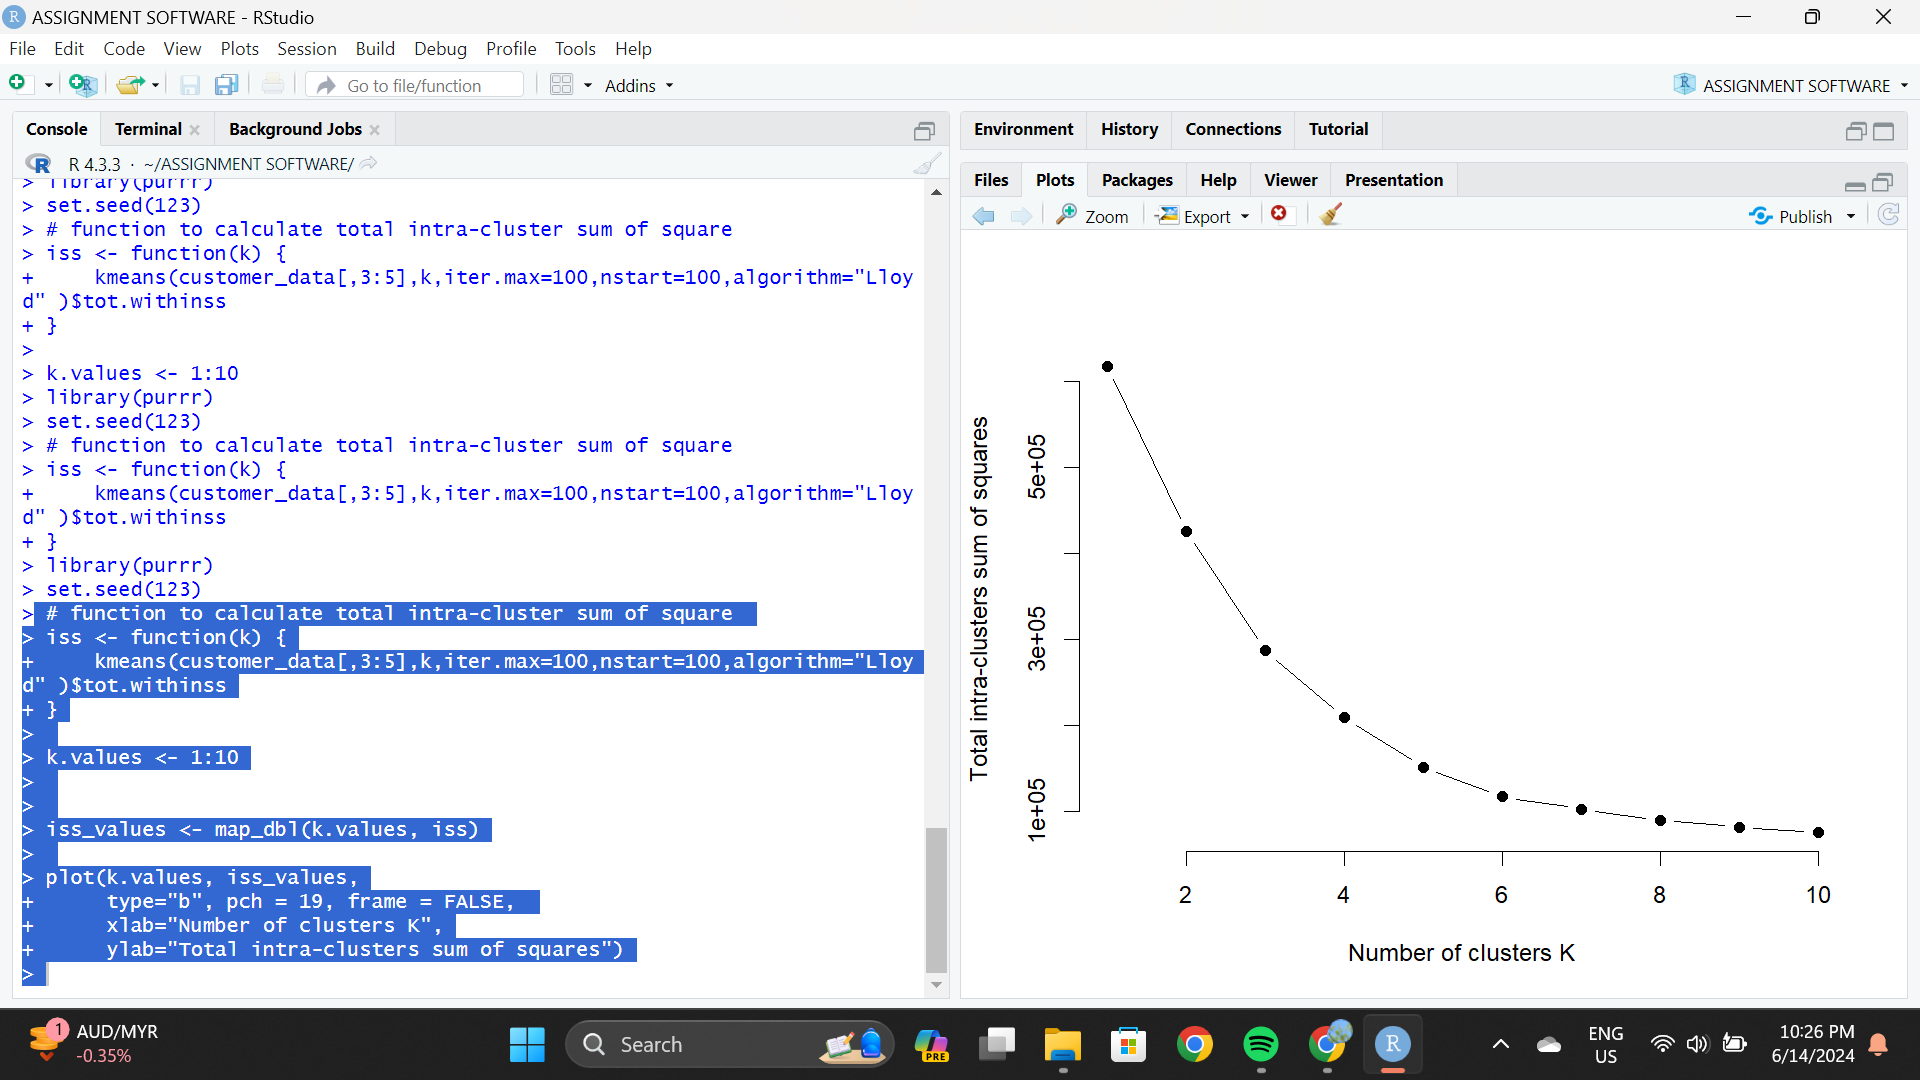 ASSIGNMENT SOFTWARE - RStudio
File Edit Code View Plots Session Build Debug Profile Tools Help
Go to file/function
Addins
ASSIGNMENT SOFTWARE
Console Terminal Background Jobs
R 4.3.3 · ~/ASSIGNMENT SOFTWARE/
> library(purrr)
> set.seed(123)
> # function to calculate total intra-cluster sum of square
> iss <- function(k) {
+     kmeans(customer_data[,3:5],k,iter.max=100,nstart=100,algorithm="Lloy
d" )$tot.withinss
+ }
>
> k.values <- 1:10
> library(purrr)
> set.seed(123)
> # function to calculate total intra-cluster sum of square
> iss <- function(k) {
+     kmeans(customer_data[,3:5],k,iter.max=100,nstart=100,algorithm="Lloy
d" )$tot.withinss
+ }
> library(purrr)
> set.seed(123)
> # function to calculate total intra-cluster sum of square
> iss <- function(k) {
+     kmeans(customer_data[,3:5],k,iter.max=100,nstart=100,algorithm="Lloy
d" )$tot.withinss
+ }
>
> k.values <- 1:10
>
>
> iss_values <- map_dbl(k.values, iss)
>
> plot(k.values, iss_values,
+      type="b", pch = 19, frame = FALSE,
+      xlab="Number of clusters K",
+      ylab="Total intra-clusters sum of squares")
>
Environment History Connections Tutorial
Files Plots Packages Help Viewer Presentation
Zoom Export Publish
Total intra-clusters sum of squares
5e+05
3e+05
1e+05
2 4 6 8 10
Number of clusters K
1
AUD/MYR
-0.35%
Search
PRE
R
ENG
US
10:26 PM
6/14/2024